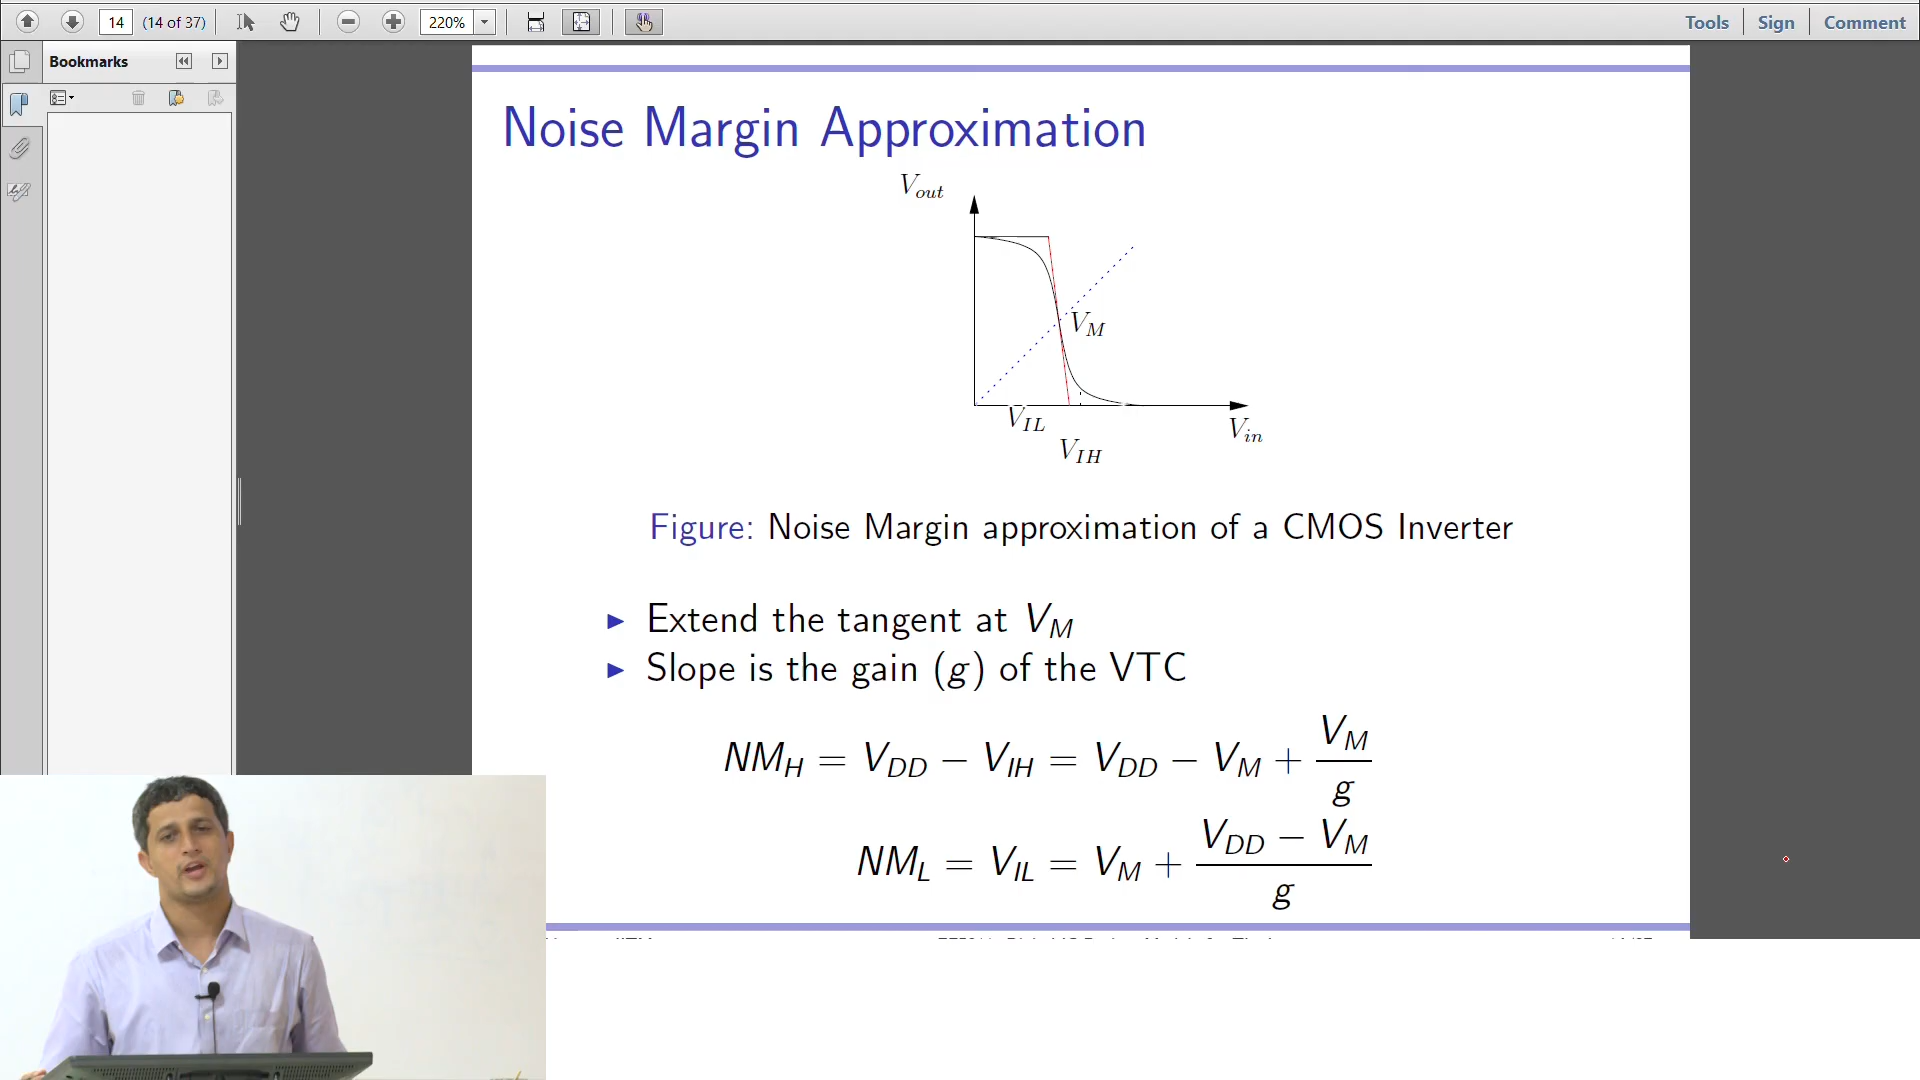 14 (14 of 37) 220% Tools Sign Comment
Bookmarks
Noise Margin Approximation
V_out
V_M
V_IL
V_in
V_IH
Figure: Noise Margin approximation of a CMOS Inverter
Extend the tangent at V_M
Slope is the gain (g) of the VTC
NM_H = V_DD − V_IH = V_DD − V_M + V_M / g
NM_L = V_IL = V_M + (V_DD − V_M) / g